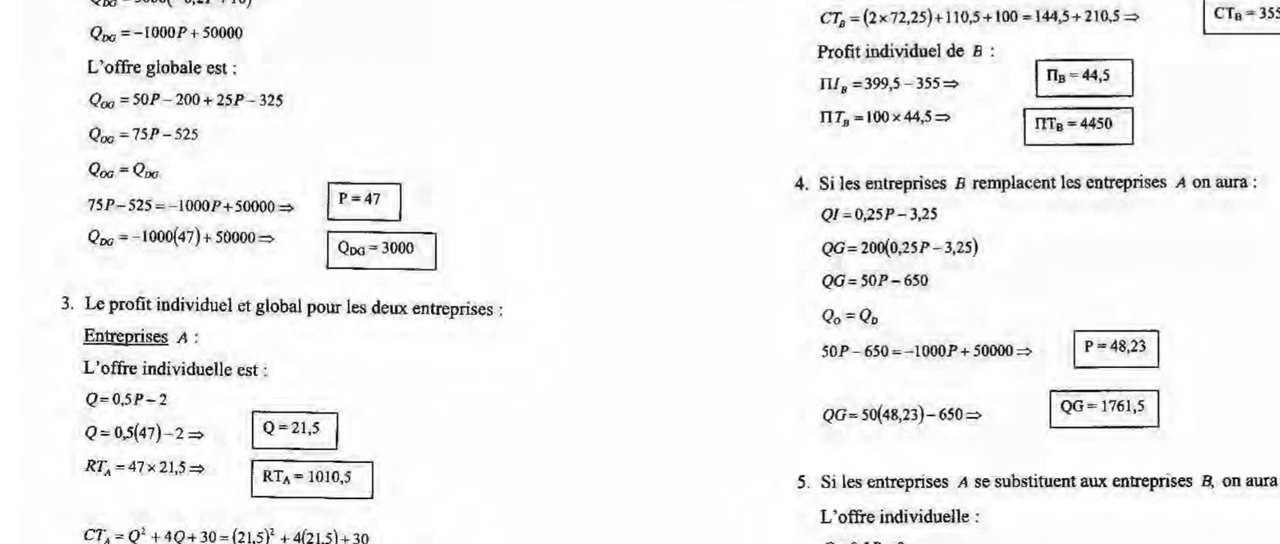 Q_DG = −1000P + 50000
L'offre globale est :
Q_OG = 50P − 200 + 25P − 325
Q_OG = 75P − 525
Q_OG = Q_DG
75P − 525 = −1000P + 50000 ⇒ P = 47
Q_DG = −1000(47) + 50000 ⇒ Q_DG = 3000
3. Le profit individuel et global pour les deux entreprises :
Entreprises A :
L'offre individuelle est :
Q = 0,5P − 2
Q = 0,5(47) − 2 ⇒ Q = 21,5
RT_A = 47 × 21,5 ⇒ RT_A = 1010,5
CT_A = Q² + 4Q + 30 = (21,5)² + 4(21,5) + 30
CT_B = (2×72,25) + 110,5 + 100 = 144,5 + 210,5 ⇒ CT_B = 355
Profit individuel de B :
ΠI_B = 399,5 − 355 ⇒ Π_B = 44,5
ΠT_B = 100 × 44,5 ⇒ ΠT_B = 4450
4. Si les entreprises B remplacent les entreprises A on aura :
QI = 0,25P − 3,25
QG = 200(0,25P − 3,25)
QG = 50P − 650
Q_O = Q_D
50P − 650 = −1000P + 50000 ⇒ P = 48,23
QG = 50(48,23) − 650 ⇒ QG = 1761,5
5. Si les entreprises A se substituent aux entreprises B, on aura
L'offre individuelle :